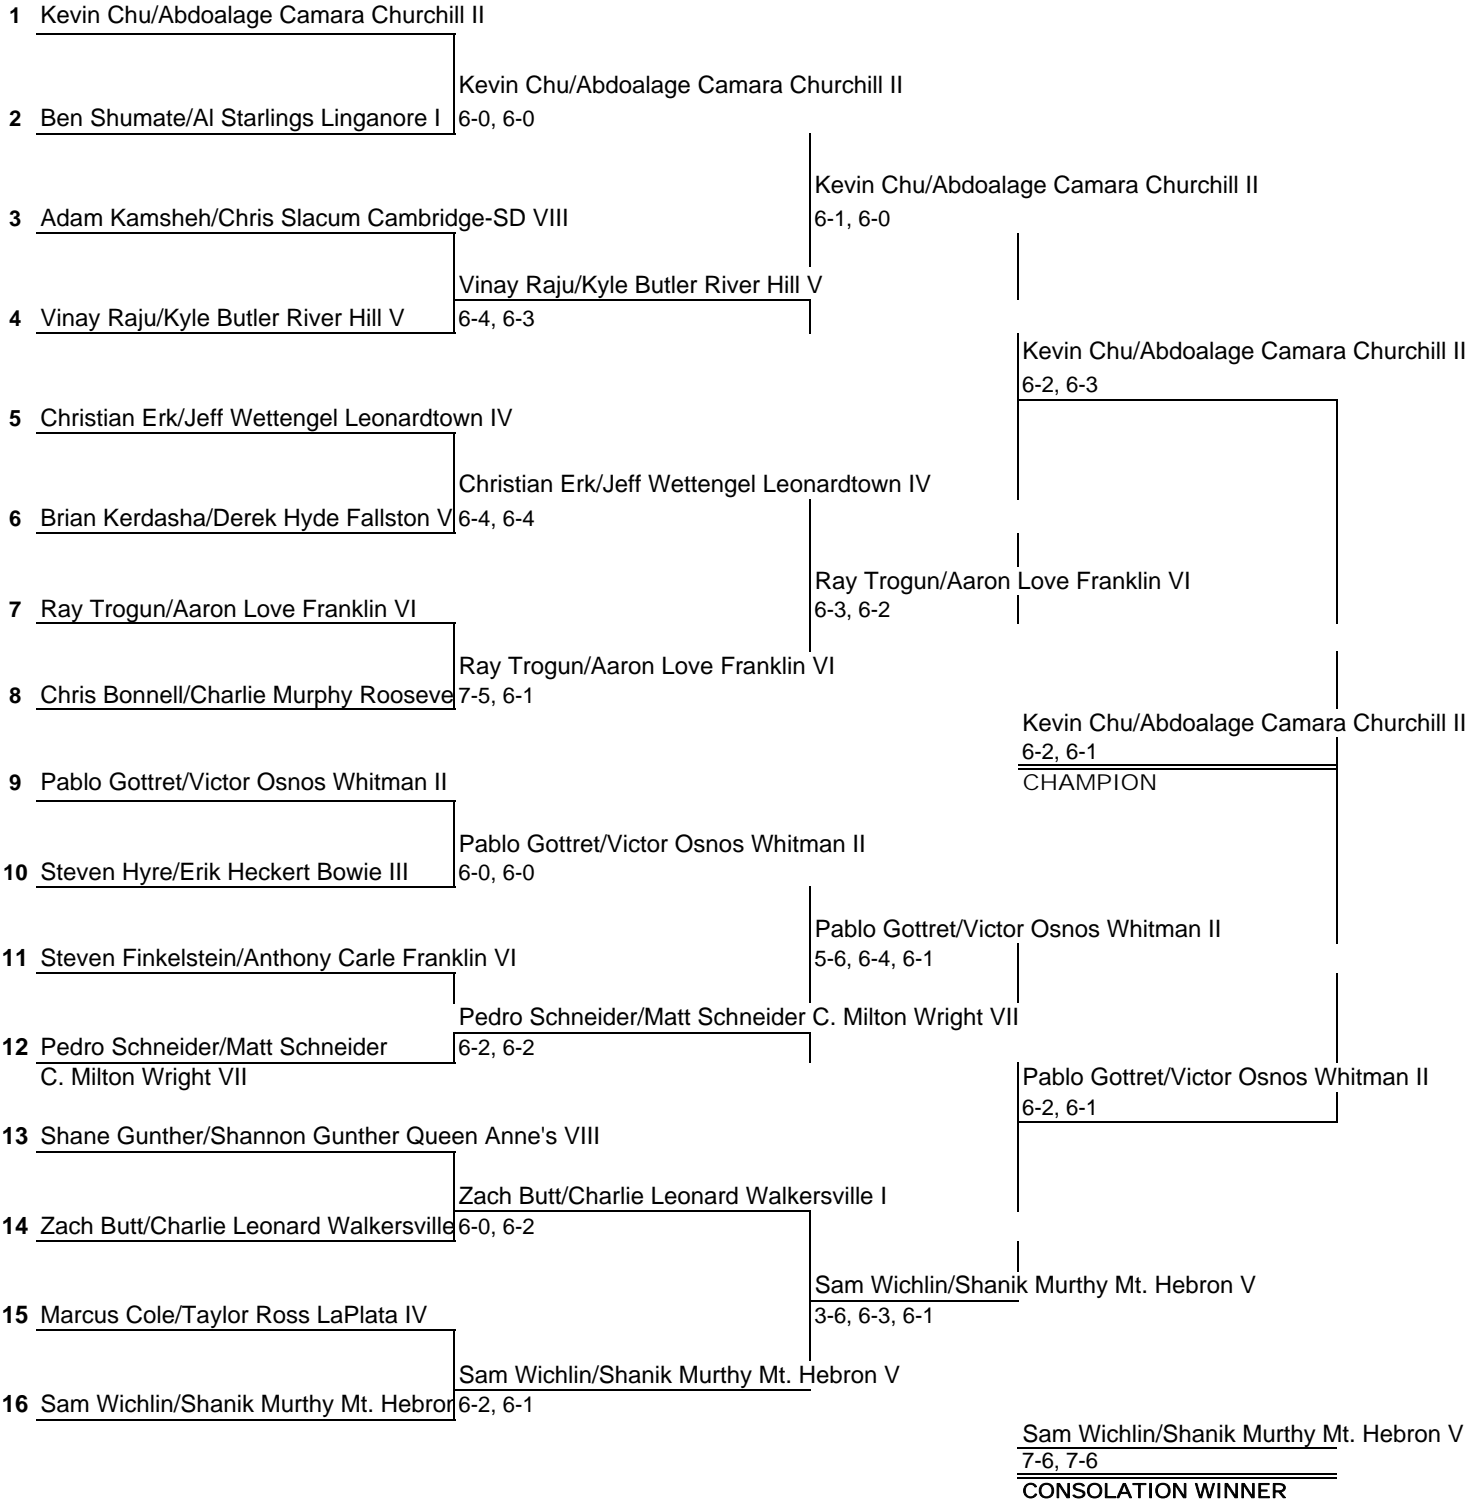 1 Kevin Chu/Abdoalage Camara Churchill II
Kevin Chu/Abdoalage Camara Churchill II
2 Ben Shumate/Al Starlings Linganore I 6-0, 6-0
Kevin Chu/Abdoalage Camara Churchill II
3 Adam Kamsheh/Chris Slacum Cambridge-SD VIII 6-1, 6-0
Vinay Raju/Kyle Butler River Hill V
4 Vinay Raju/Kyle Butler River Hill V 6-4, 6-3
Kevin Chu/Abdoalage Camara Churchill II
6-2, 6-3
5 Christian Erk/Jeff Wettengel Leonardtown IV
Christian Erk/Jeff Wettengel Leonardtown IV
6 Brian Kerdasha/Derek Hyde Fallston V 6-4, 6-4
Ray Trogun/Aaron Love Franklin VI
7 Ray Trogun/Aaron Love Franklin VI 6-3, 6-2
Ray Trogun/Aaron Love Franklin VI
8 Chris Bonnell/Charlie Murphy Rooseve 7-5, 6-1
Kevin Chu/Abdoalage Camara Churchill II
6-2, 6-1
9 Pablo Gottret/Victor Osnos Whitman II CHAMPION
Pablo Gottret/Victor Osnos Whitman II
10 Steven Hyre/Erik Heckert Bowie III 6-0, 6-0
Pablo Gottret/Victor Osnos Whitman II
11 Steven Finkelstein/Anthony Carle Franklin VI 5-6, 6-4, 6-1
Pedro Schneider/Matt Schneider C. Milton Wright VII
12 Pedro Schneider/Matt Schneider 6-2, 6-2
C. Milton Wright VII Pablo Gottret/Victor Osnos Whitman II
6-2, 6-1
13 Shane Gunther/Shannon Gunther Queen Anne's VIII
Zach Butt/Charlie Leonard Walkersville I
14 Zach Butt/Charlie Leonard Walkersville 6-0, 6-2
Sam Wichlin/Shanik Murthy Mt. Hebron V
15 Marcus Cole/Taylor Ross LaPlata IV 3-6, 6-3, 6-1
Sam Wichlin/Shanik Murthy Mt. Hebron V
16 Sam Wichlin/Shanik Murthy Mt. Hebron 6-2, 6-1
Sam Wichlin/Shanik Murthy Mt. Hebron V
7-6, 7-6
CONSOLATION WINNER